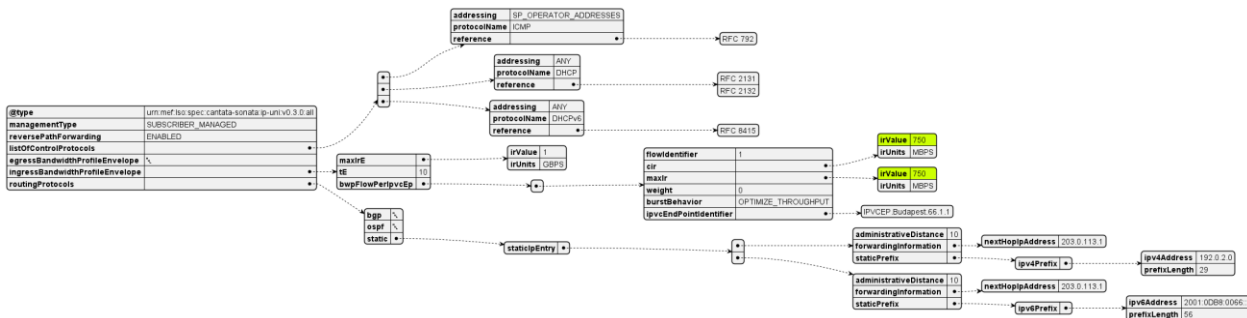 addressing SP_OPERATOR_ADDRESSES
protocolName ICMP
reference
RFC 792
addressing ANY
protocolName DHCP
reference
RFC 2131
RFC 2132
addressing ANY
protocolName DHCPv6
reference
RFC 8415
@type urn:mef:lso:spec:cantata-sonata:ip-uni:v0.3.0:all
managementType SUBSCRIBER_MANAGED
reversePathForwarding ENABLED
listOfControlProtocols
egressBandwidthProfileEnvelope
ingressBandwidthProfileEnvelope
routingProtocols
maxIrE
tE 10
bwpFlowPerIpvcEp
irValue 1
irUnits GBPS
flowIdentifier 1
cir
maxIr
weight 0
burstBehavior OPTIMIZE_THROUGHPUT
ipvcEndPointIdentifier
irValue 750
irUnits MBPS
irValue 750
irUnits MBPS
IPVCEP.Budapest.66.1.1
bgp
ospf
static
staticIpEntry
administrativeDistance 10
forwardingInformation
staticPrefix
nextHopIpAddress 203.0.113.1
ipv4Prefix
ipv4Address 192.0.2.0
prefixLength 29
administrativeDistance 10
forwardingInformation
staticPrefix
nextHopIpAddress 203.0.113.1
ipv6Prefix
ipv6Address 2001:0DB8:0066::
prefixLength 56